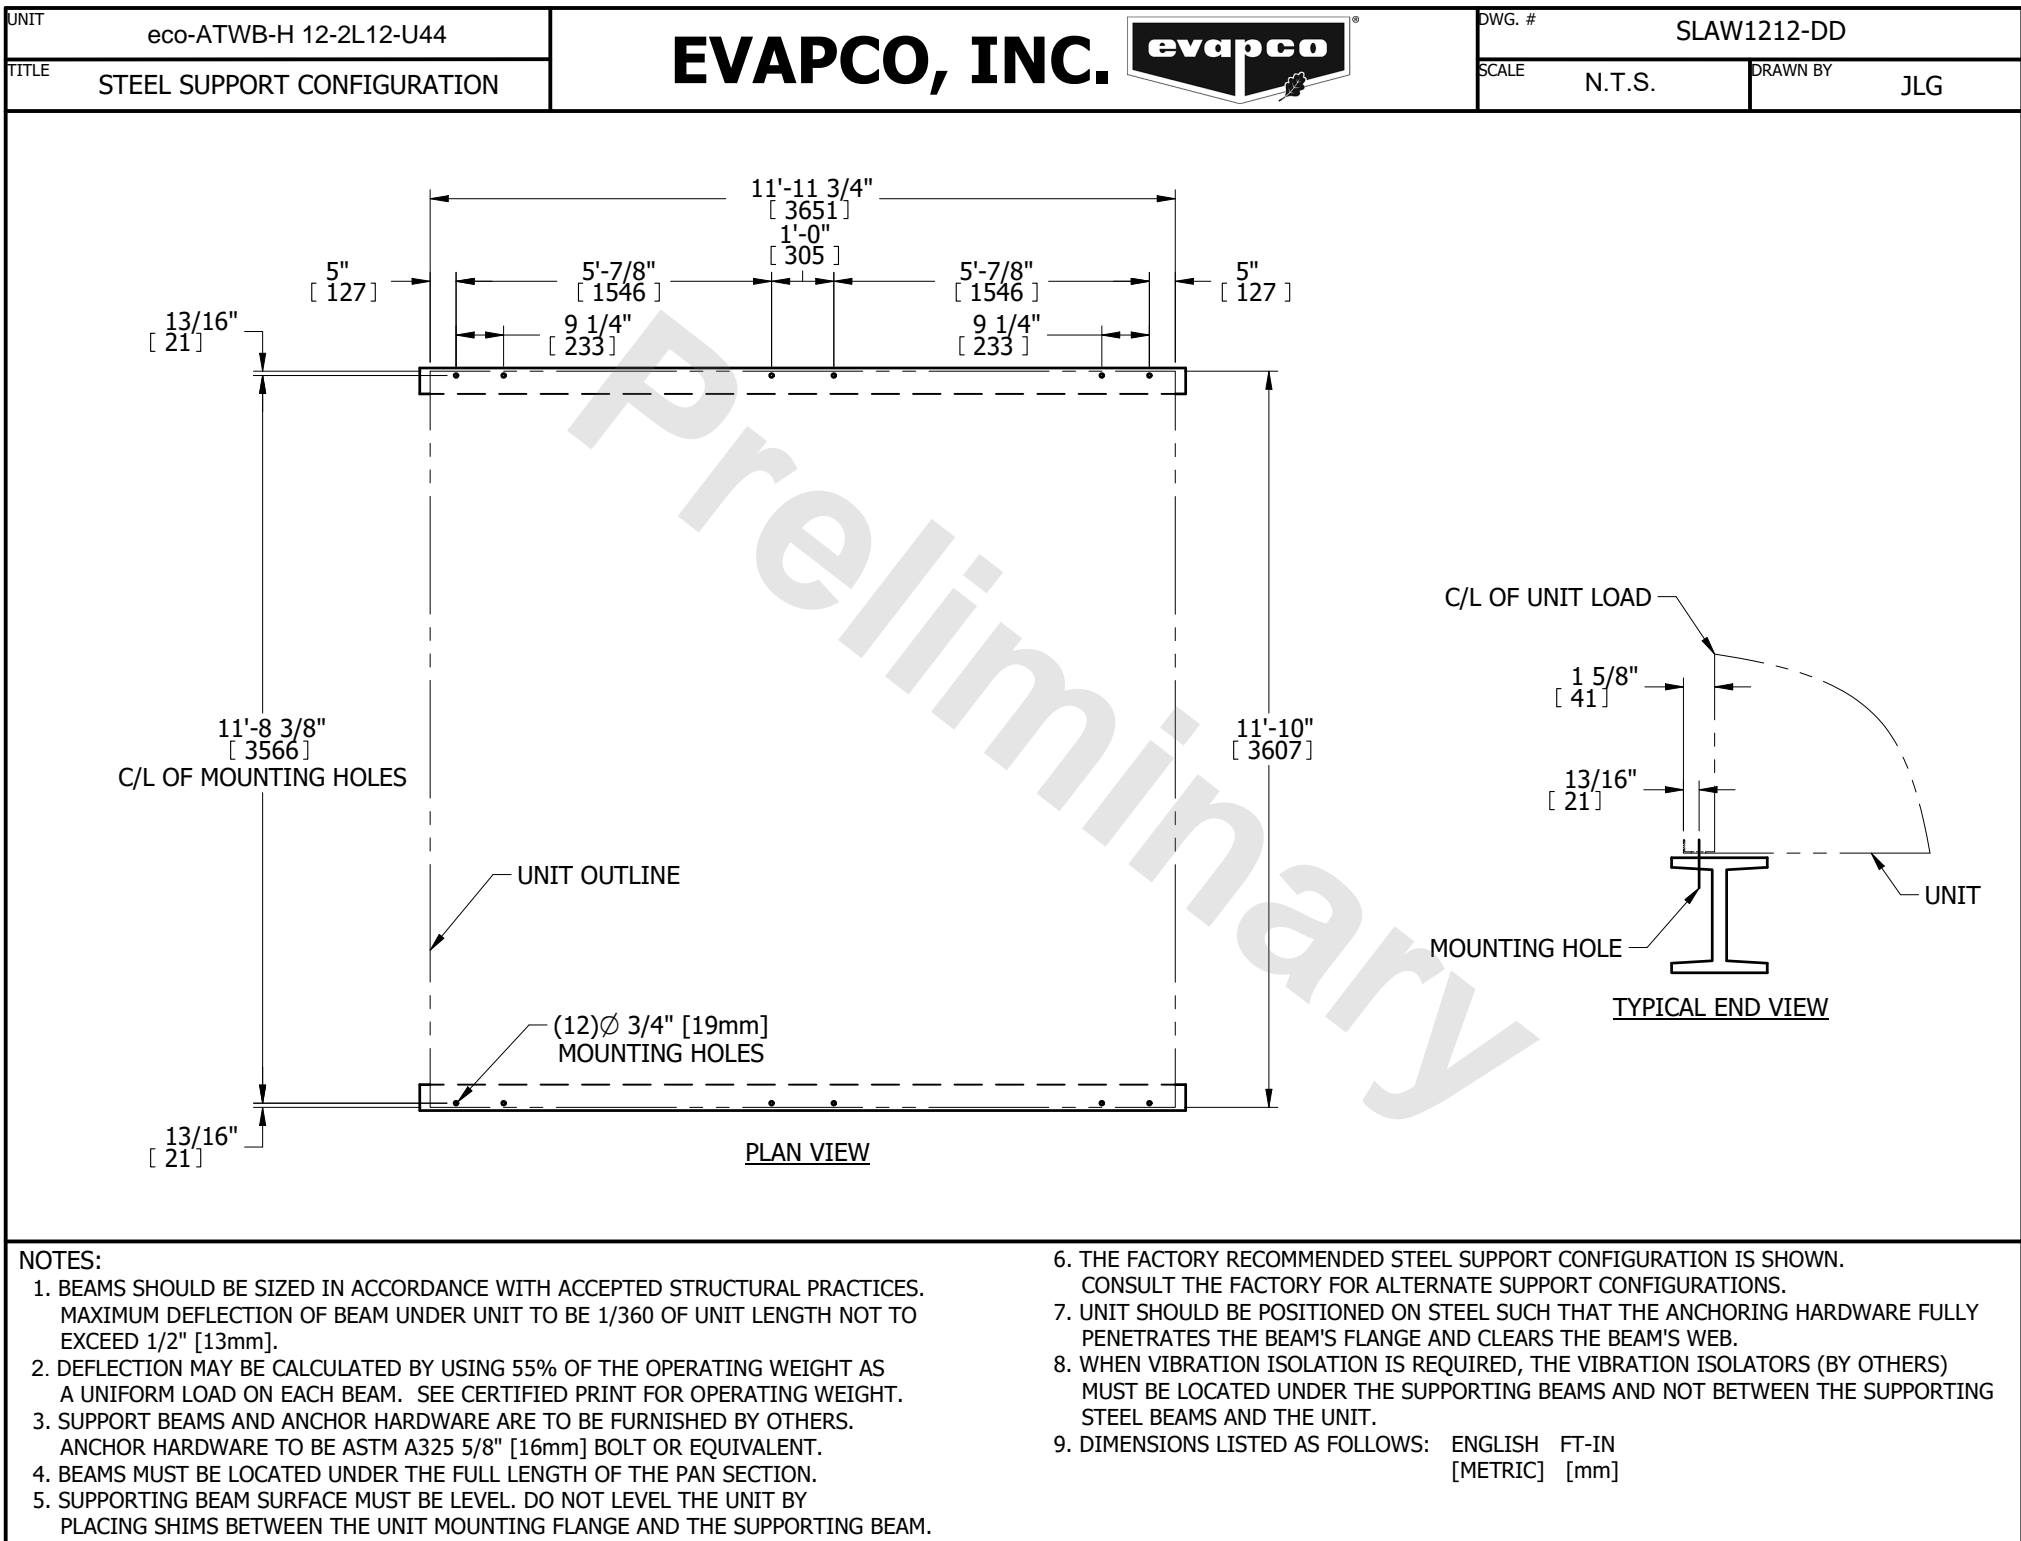 UNIT
eco-ATWB-H 12-2L12-U44
TITLE
STEEL SUPPORT CONFIGURATION
EVAPCO, INC.
evapco
®
DWG. #
SLAW1212-DD
SCALE
N.T.S.
DRAWN BY
JLG
11'-11 3/4"
[ 3651]
1'-0"
[ 305 ]
5"
[ 127]
5'-7/8"
[ 1546 ]
5'-7/8"
[ 1546 ]
5"
[ 127 ]
13/16"
[ 21]
9 1/4"
[ 233]
9 1/4"
[ 233 ]
Preliminary
C/L OF UNIT LOAD
1 5/8"
[ 41]
11'-8 3/8"
[ 3566]
C/L OF MOUNTING HOLES
11'-10"
[ 3607]
13/16"
[ 21]
UNIT OUTLINE
UNIT
MOUNTING HOLE
TYPICAL END VIEW
(12)∅ 3/4" [19mm]
MOUNTING HOLES
13/16"
[ 21]
PLAN VIEW
NOTES:
1. BEAMS SHOULD BE SIZED IN ACCORDANCE WITH ACCEPTED STRUCTURAL PRACTICES.
MAXIMUM DEFLECTION OF BEAM UNDER UNIT TO BE 1/360 OF UNIT LENGTH NOT TO
EXCEED 1/2" [13mm].
2. DEFLECTION MAY BE CALCULATED BY USING 55% OF THE OPERATING WEIGHT AS
A UNIFORM LOAD ON EACH BEAM.  SEE CERTIFIED PRINT FOR OPERATING WEIGHT.
3. SUPPORT BEAMS AND ANCHOR HARDWARE ARE TO BE FURNISHED BY OTHERS.
ANCHOR HARDWARE TO BE ASTM A325 5/8" [16mm] BOLT OR EQUIVALENT.
4. BEAMS MUST BE LOCATED UNDER THE FULL LENGTH OF THE PAN SECTION.
5. SUPPORTING BEAM SURFACE MUST BE LEVEL. DO NOT LEVEL THE UNIT BY
PLACING SHIMS BETWEEN THE UNIT MOUNTING FLANGE AND THE SUPPORTING BEAM.
6. THE FACTORY RECOMMENDED STEEL SUPPORT CONFIGURATION IS SHOWN.
CONSULT THE FACTORY FOR ALTERNATE SUPPORT CONFIGURATIONS.
7. UNIT SHOULD BE POSITIONED ON STEEL SUCH THAT THE ANCHORING HARDWARE FULLY
PENETRATES THE BEAM'S FLANGE AND CLEARS THE BEAM'S WEB.
8. WHEN VIBRATION ISOLATION IS REQUIRED, THE VIBRATION ISOLATORS (BY OTHERS)
MUST BE LOCATED UNDER THE SUPPORTING BEAMS AND NOT BETWEEN THE SUPPORTING
STEEL BEAMS AND THE UNIT.
9. DIMENSIONS LISTED AS FOLLOWS:   ENGLISH   FT-IN
[METRIC]   [mm]